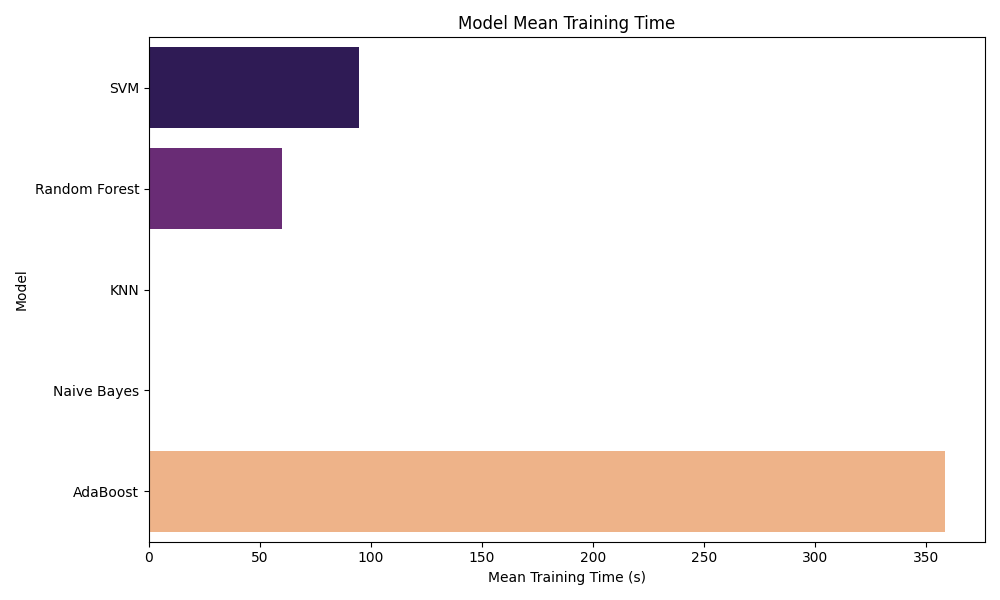 Model Mean Training Time
SVM
Random Forest
KNN
Naive Bayes
AdaBoost
Model
0 50 100 150 200 250 300 350
Mean Training Time (s)